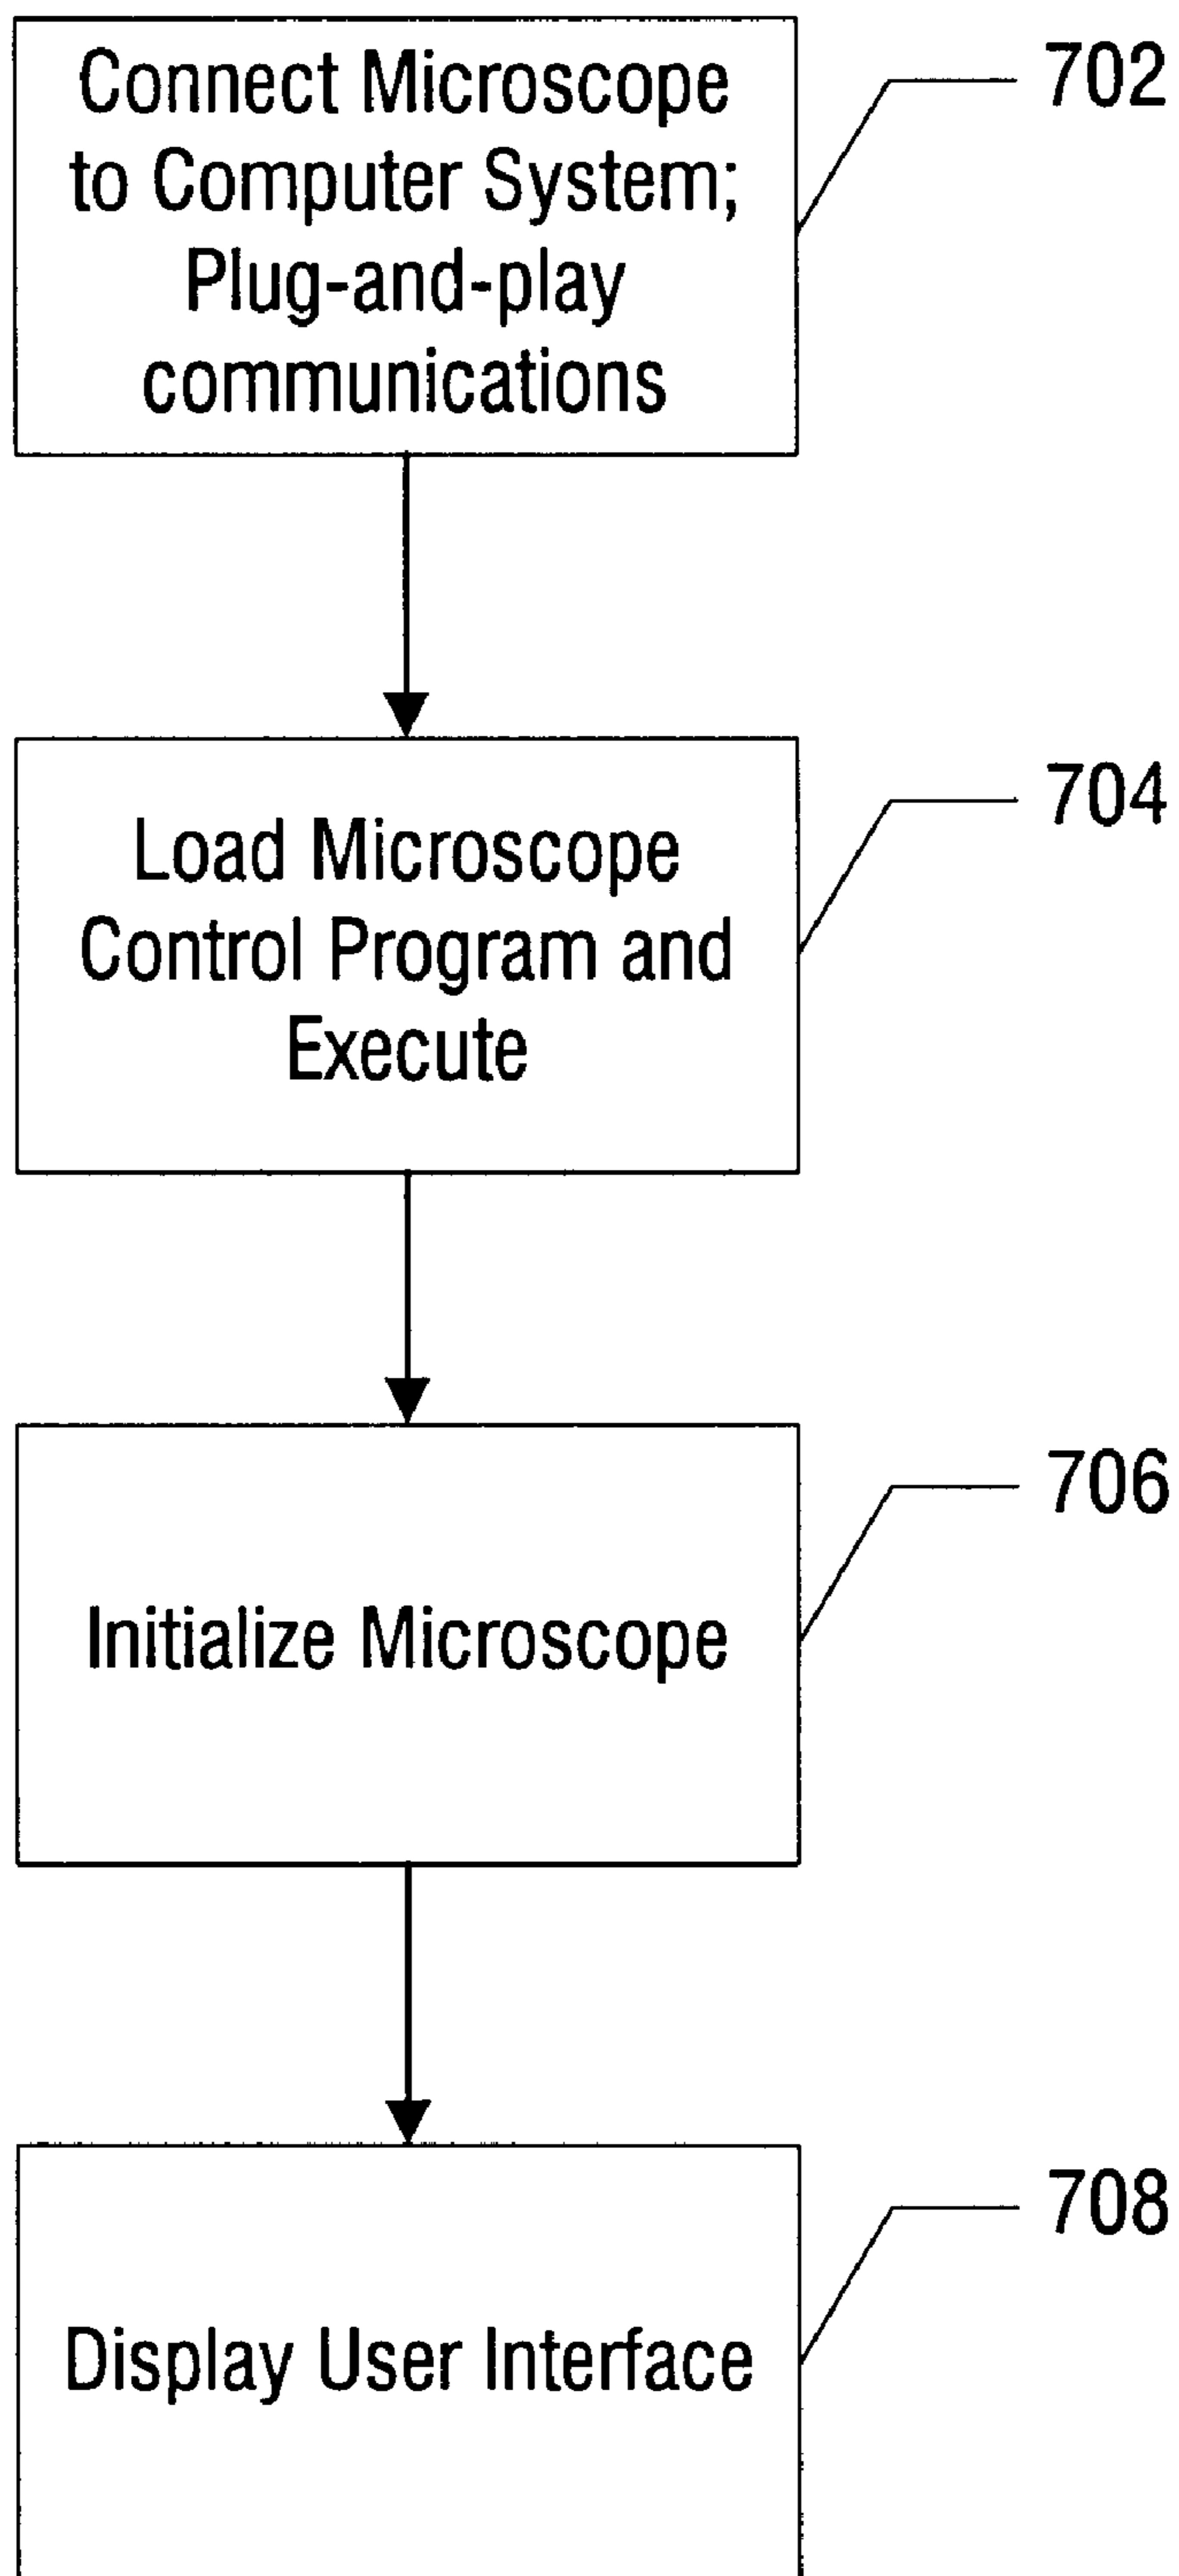 Connect Microscope
to Computer System;
Plug-and-play
communications
702
Load Microscope
Control Program and
Execute
704
Initialize Microscope
706
Display User Interface
708